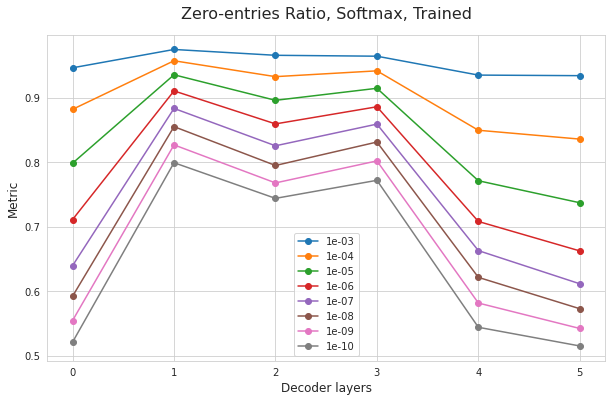 Zero-entries Ratio, Softmax, Trained
Metric
0.9
0.8
0.7
0.6
0.5
1e-03
1e-04
1e-05
1e-06
1e-07
1e-08
1e-09
1e-10
0 1 2 3 4 5
Decoder layers